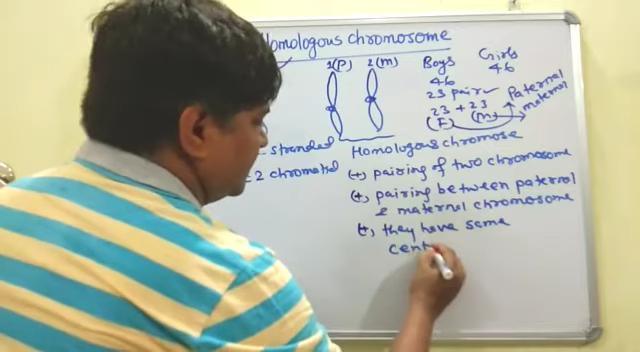 Homologous chromosome
1(P) 2(M)
Boys
46
23 pair
23 + 23
(F) (M)
Girls
46
Paternal
maternal
stranded
2 chromatid
Homologous chromosome
(*) pairing of two chromosome
(*) pairing between paternal
& maternal chromosome
(*) they have same
cent